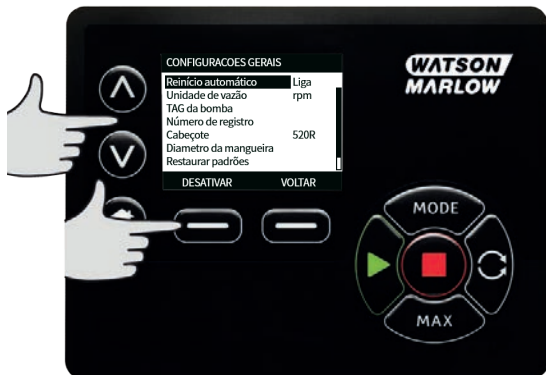 CONFIGURACOES GERAIS
Reinício automático Liga
Unidade de vazão rpm
TAG da bomba
Número de registro
Cabeçote 520R
Diametro da mangueira
Restaurar padrões
DESATIVAR VOLTAR
WATSON
MARLOW
MODE
MAX